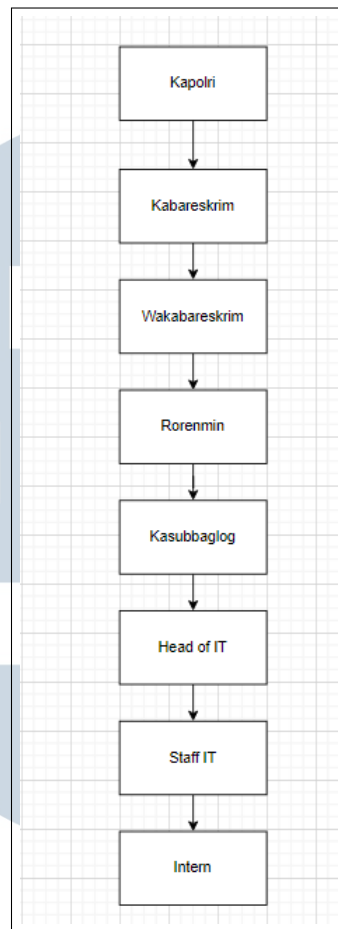 Kapolri
Kabareskrim
Wakabareskrim
Rorenmin
Kasubbaglog
Head of IT
Staff IT
Intern